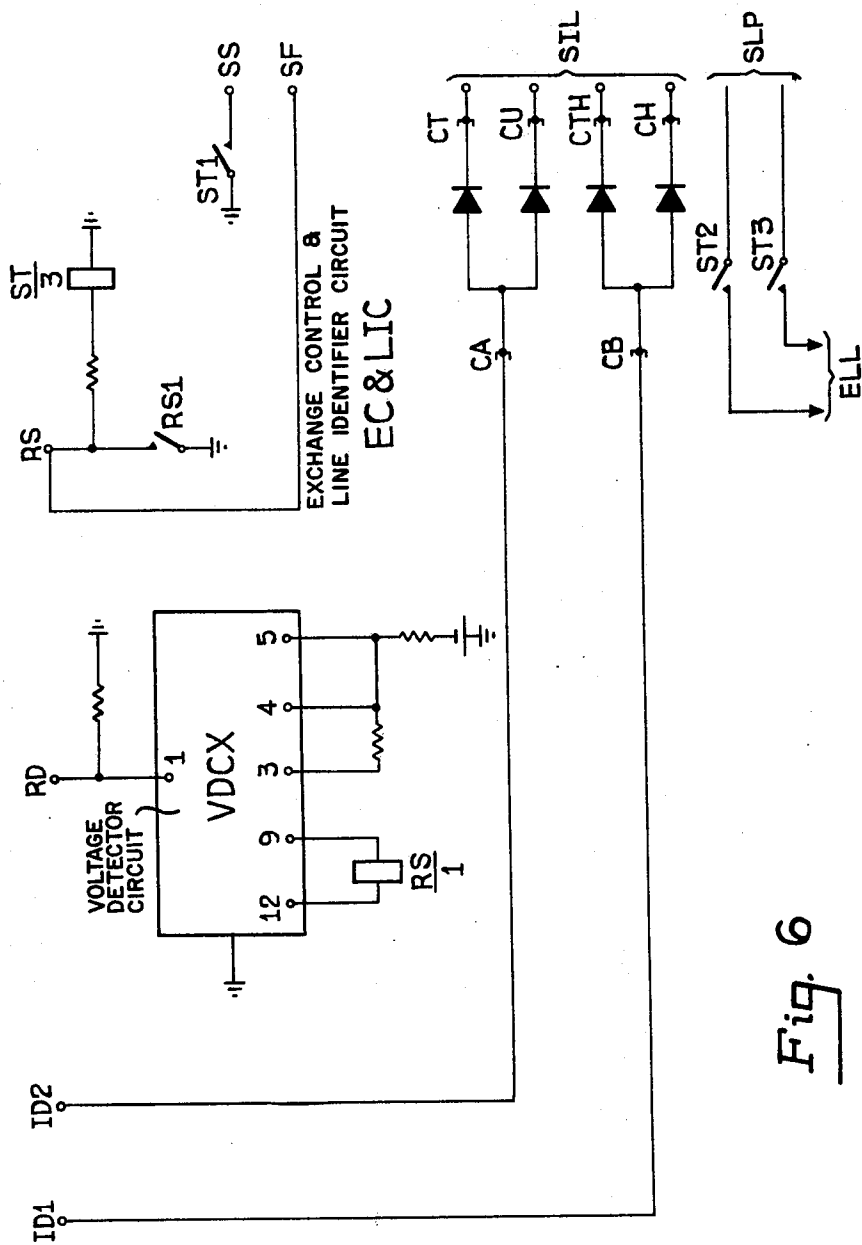 ID1
ID2
RD
RS
VOLTAGE
DETECTOR
CIRCUIT
1
VDCX
12
9
3
4
5
RS
1
ST
3
RS1
EXCHANGE CONTROL &
LINE IDENTIFIER CIRCUIT
EC&LIC
ST1
SS
SF
CA
CB
CT
CU
CTH
CH
SIL
ST2
ST3
SLP
ELL
Fig. 6